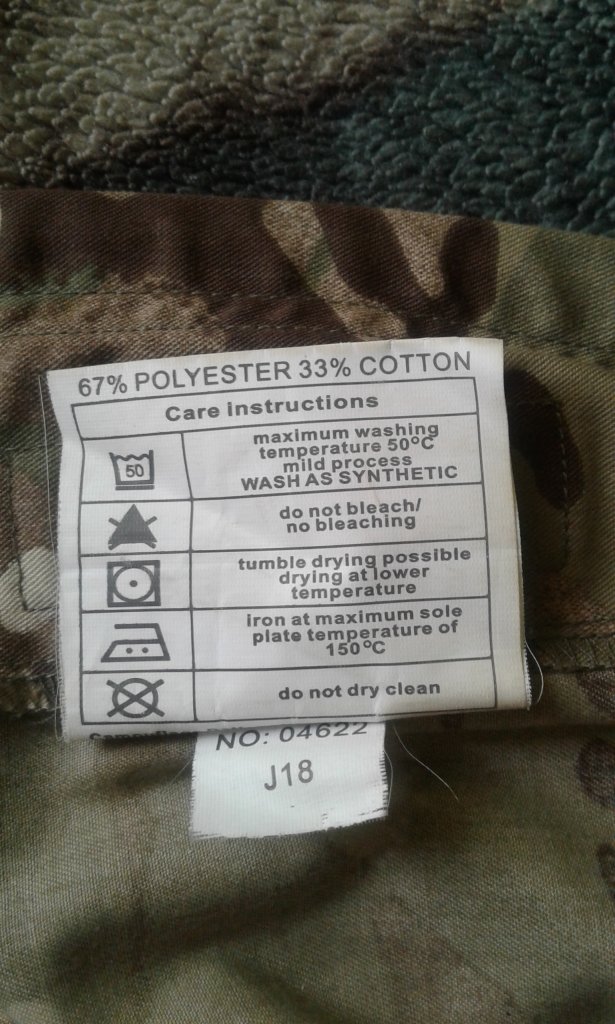 67% POLYESTER 33% COTTON
Care instructions
50
maximum washing
temperature 50°C
mild process
WASH AS SYNTHETIC
do not bleach/
no bleaching
tumble drying possible
drying at lower
temperature
iron at maximum sole
plate temperature of
150°C
do not dry clean
NO: 04622
J18